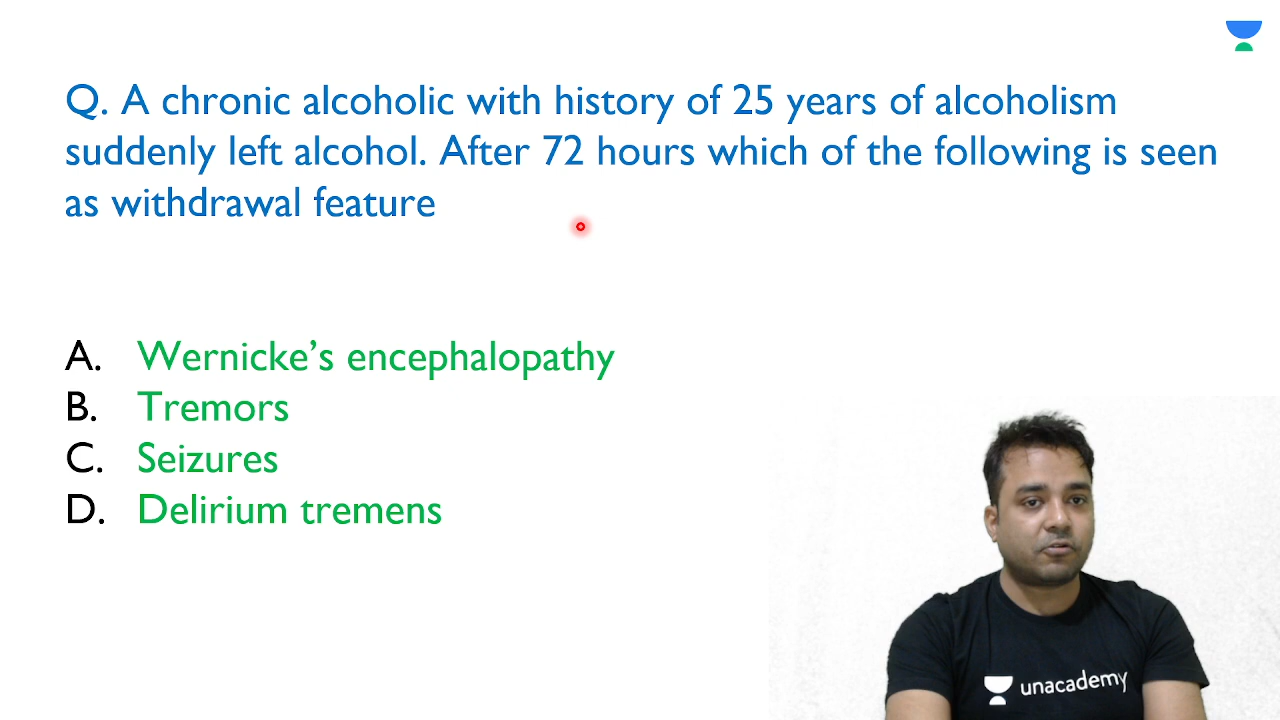 Q. A chronic alcoholic with history of 25 years of alcoholism
suddenly left alcohol. After 72 hours which of the following is seen
as withdrawal feature
A. Wernicke's encephalopathy
B. Tremors
C. Seizures
D. Delirium tremens
unacademy